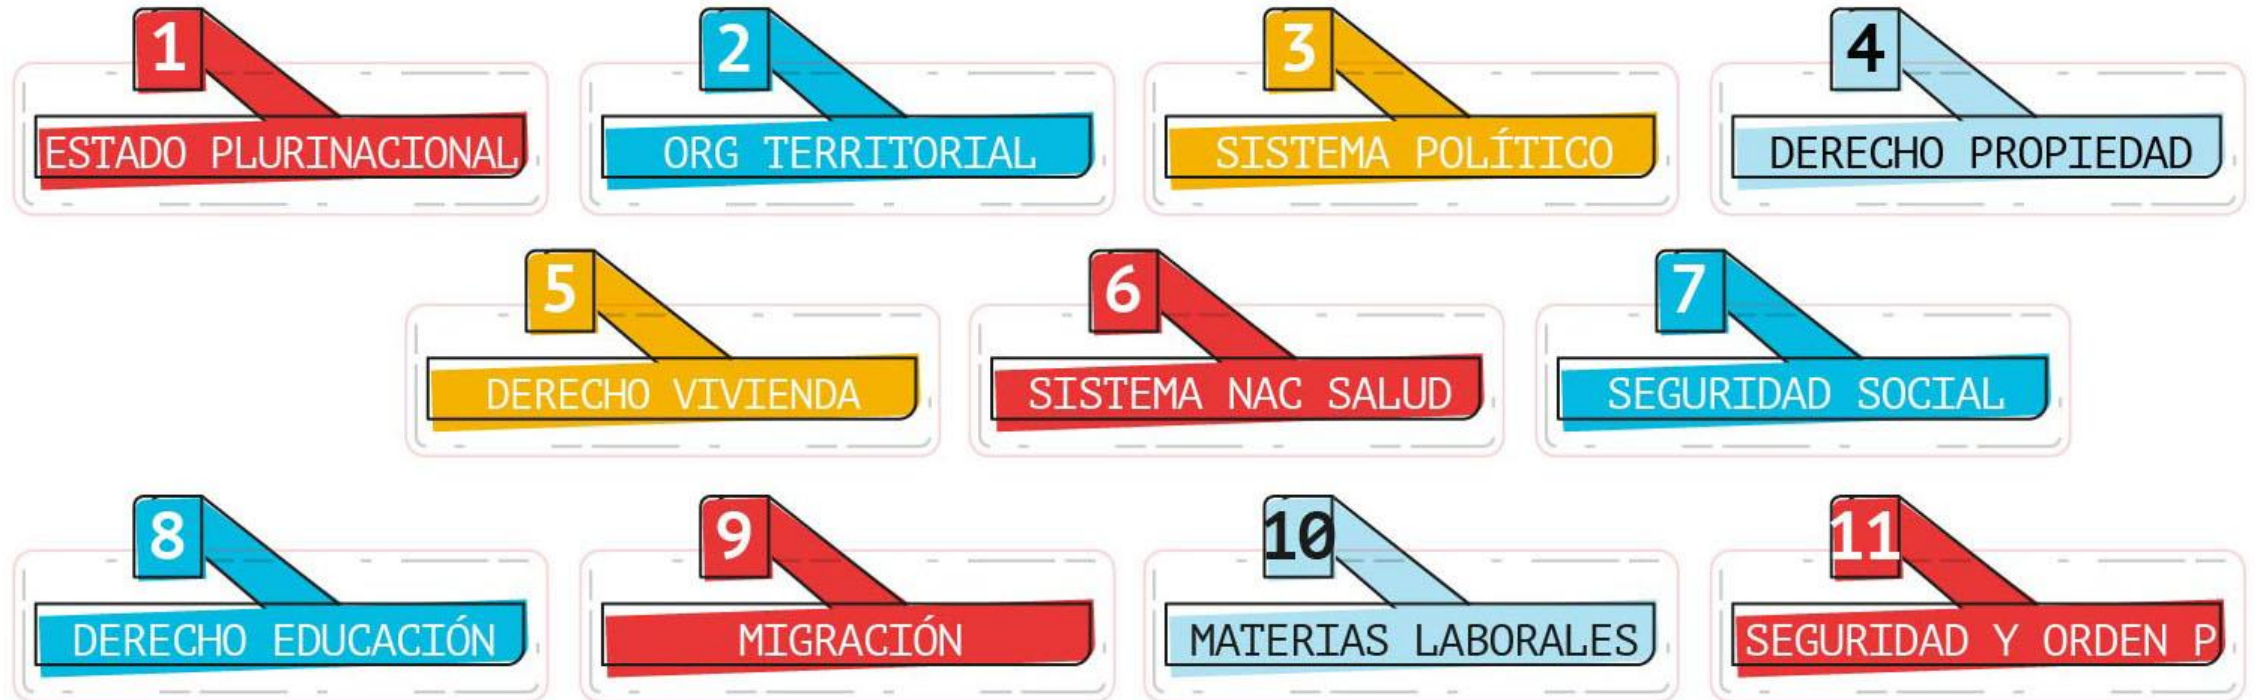 1
ESTADO PLURINACIONAL
2
ORG TERRITORIAL
3
SISTEMA POLÍTICO
4
DERECHO PROPIEDAD
5
DERECHO VIVIENDA
6
SISTEMA NAC SALUD
7
SEGURIDAD SOCIAL
8
DERECHO EDUCACIÓN
9
MIGRACIÓN
10
MATERIAS LABORALES
11
SEGURIDAD Y ORDEN P